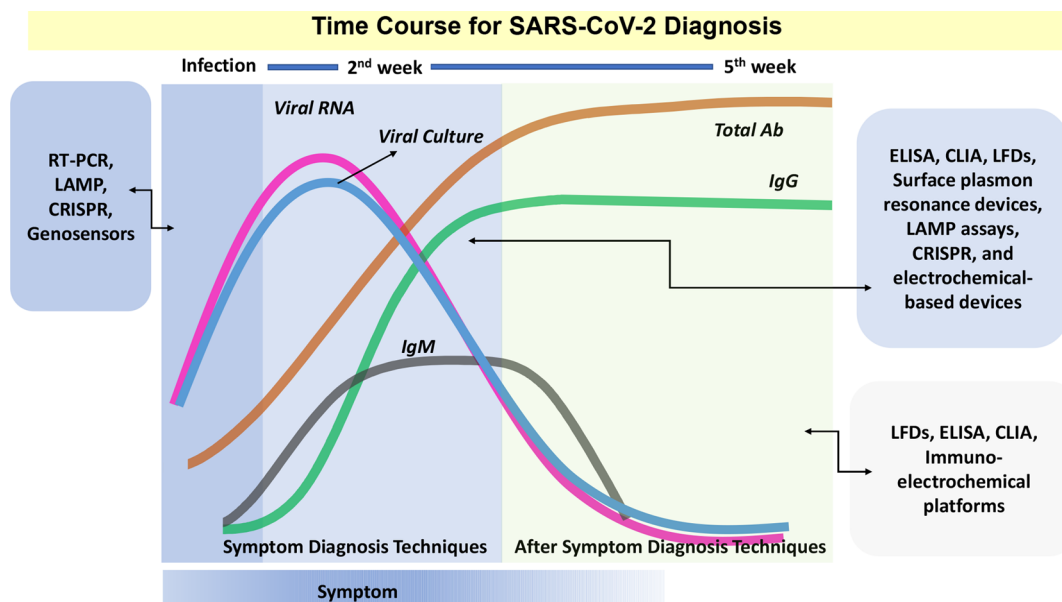 Time Course for SARS-CoV-2 Diagnosis
Infection 2nd week 5th week
Viral RNA
Viral Culture
Total Ab
IgG
IgM
RT-PCR,
LAMP,
CRISPR,
Genosensors
ELISA, CLIA, LFDs,
Surface plasmon
resonance devices,
LAMP assays,
CRISPR, and
electrochemical-
based devices
LFDs, ELISA, CLIA,
Immuno-
electrochemical
platforms
Symptom Diagnosis Techniques
After Symptom Diagnosis Techniques
Symptom